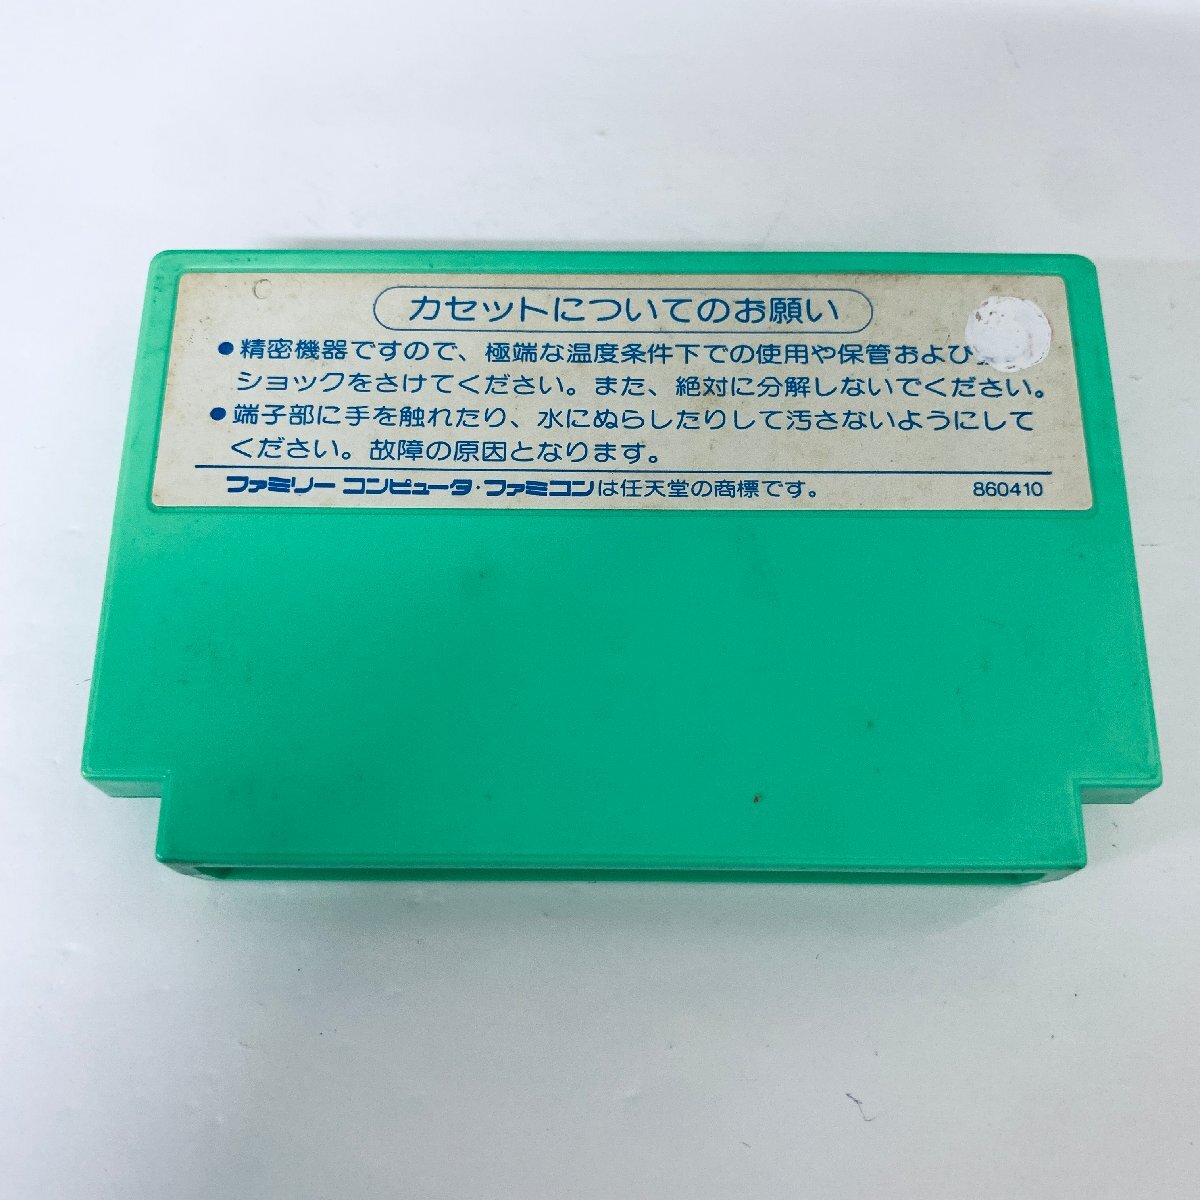 カセットについてのお願い
●精密機器ですので、極端な温度条件下での使用や保管および
ショックをさけてください。また、絶対に分解しないでください。
●端子部に手を触れたり、水にぬらしたりして汚さないようにして
ください。故障の原因となります。
ファミリー コンピュータ・ファミコンは任天堂の商標です。 860410